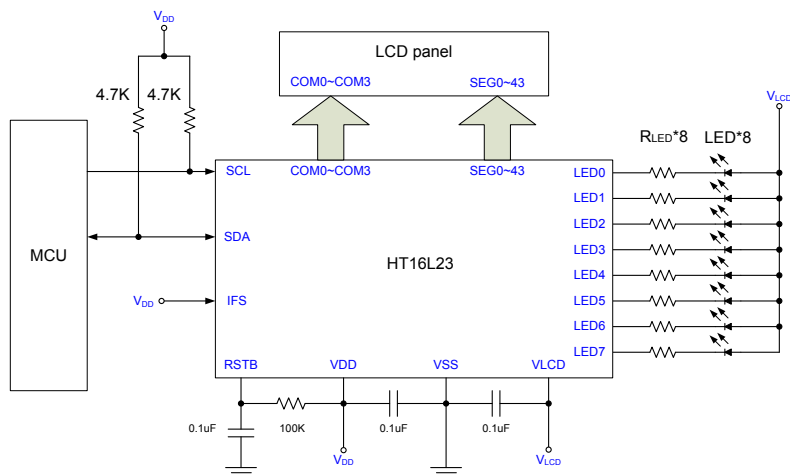 VDD
4.7K 4.7K
LCD panel
COM0~COM3 SEG0~43
VLCD
RLED*8 LED*8
MCU
SCL COM0~COM3 SEG0~43 LED0
LED1
LED2
SDA
LED3
HT16L23
LED4
VDD IFS LED5
LED6
LED7
RSTB VDD VSS VLCD
0.1uF 100K 0.1uF 0.1uF
VDD VLCD